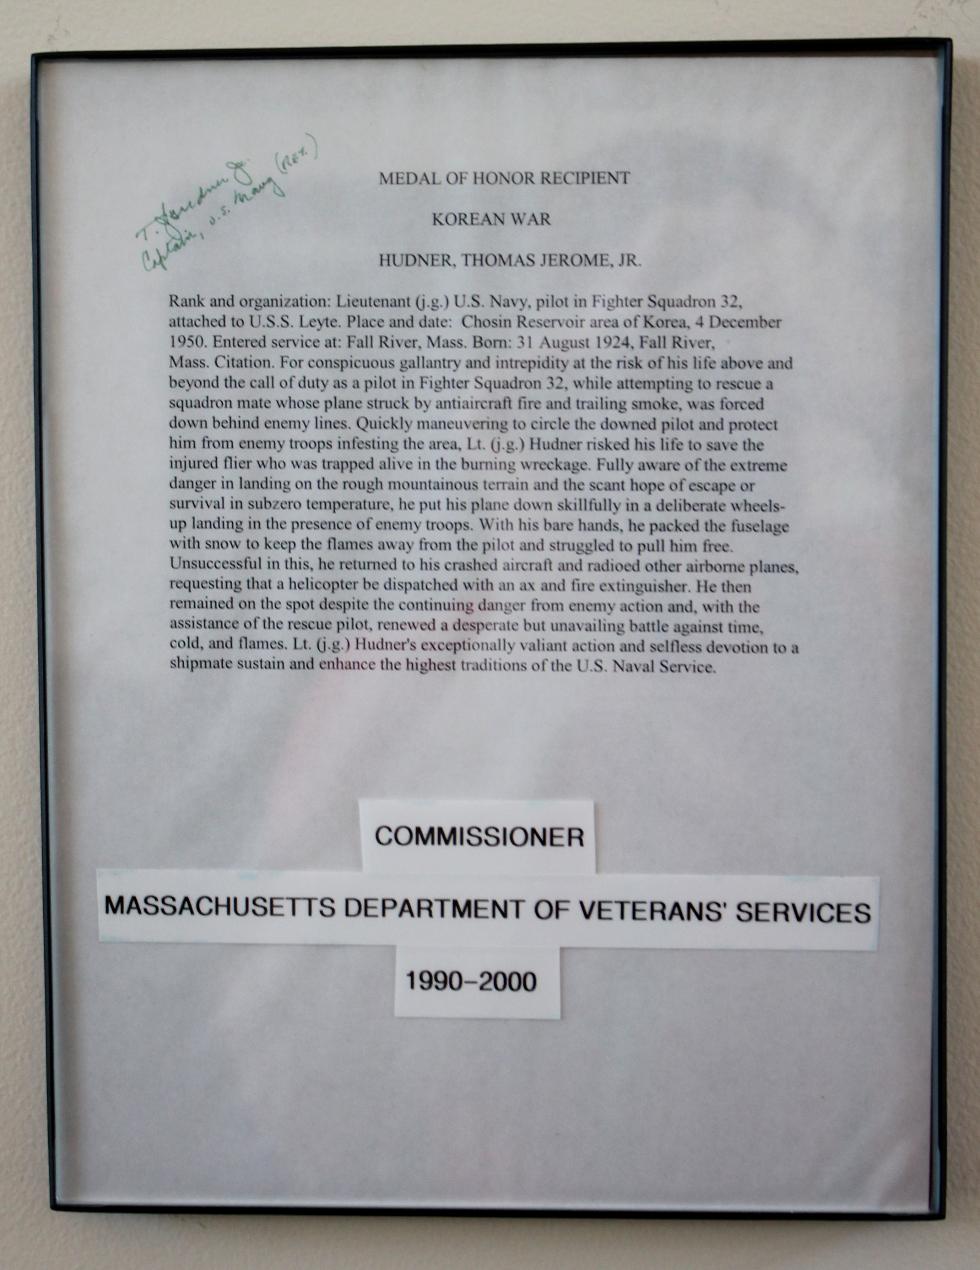 T. J. Hudner Jr.
Captain, U.S. Navy (Ret.)
MEDAL OF HONOR RECIPIENT
KOREAN WAR
HUDNER, THOMAS JEROME, JR.
Rank and organization: Lieutenant (j.g.) U.S. Navy, pilot in Fighter Squadron 32,
attached to U.S.S. Leyte. Place and date: Chosin Reservoir area of Korea, 4 December
1950. Entered service at: Fall River, Mass. Born: 31 August 1924, Fall River,
Mass. Citation. For conspicuous gallantry and intrepidity at the risk of his life above and
beyond the call of duty as a pilot in Fighter Squadron 32, while attempting to rescue a
squadron mate whose plane struck by antiaircraft fire and trailing smoke, was forced
down behind enemy lines. Quickly maneuvering to circle the downed pilot and protect
him from enemy troops infesting the area, Lt. (j.g.) Hudner risked his life to save the
injured flier who was trapped alive in the burning wreckage. Fully aware of the extreme
danger in landing on the rough mountainous terrain and the scant hope of escape or
survival in subzero temperature, he put his plane down skillfully in a deliberate wheels-
up landing in the presence of enemy troops. With his bare hands, he packed the fuselage
with snow to keep the flames away from the pilot and struggled to pull him free.
Unsuccessful in this, he returned to his crashed aircraft and radioed other airborne planes,
requesting that a helicopter be dispatched with an ax and fire extinguisher. He then
remained on the spot despite the continuing danger from enemy action and, with the
assistance of the rescue pilot, renewed a desperate but unavailing battle against time,
cold, and flames. Lt. (j.g.) Hudner's exceptionally valiant action and selfless devotion to a
shipmate sustain and enhance the highest traditions of the U.S. Naval Service.
COMMISSIONER
MASSACHUSETTS DEPARTMENT OF VETERANS' SERVICES
1990–2000